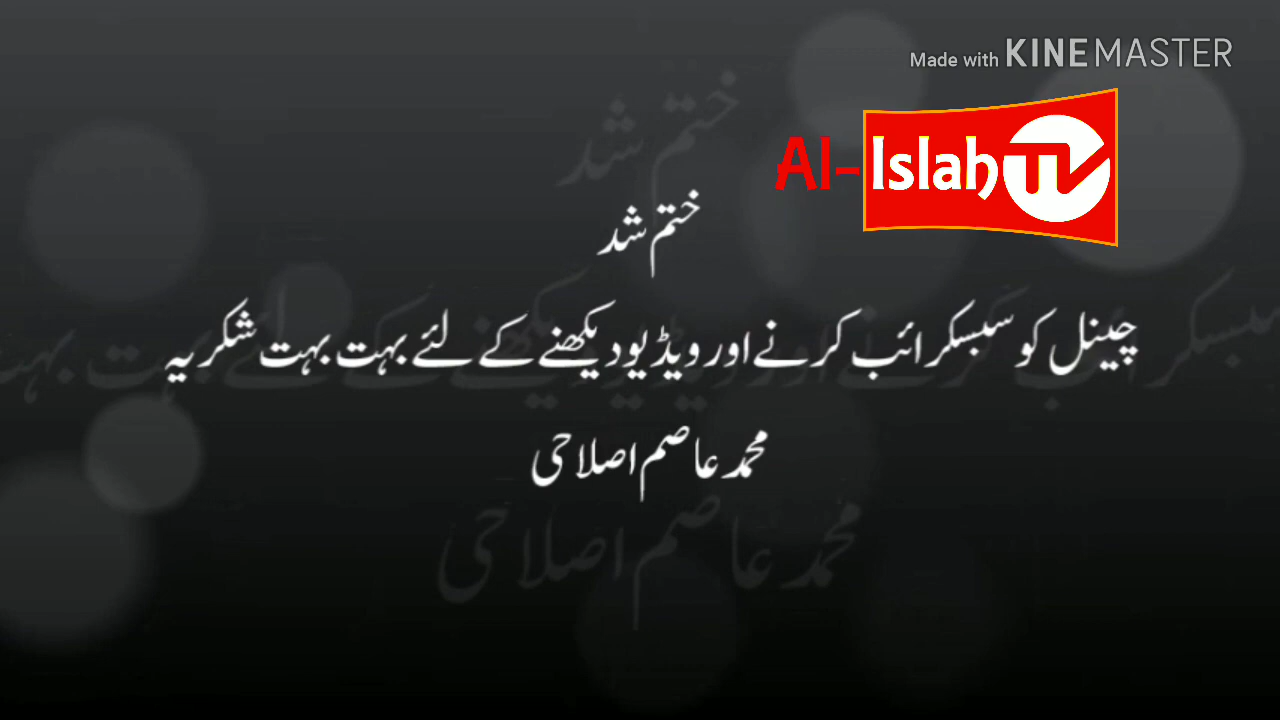 Made with KINEMASTER
Al-Islah TV
ختم شد
چینل کو سبسکرائب کرنے اور ویڈیو دیکھنے کے لئے بہت بہت شکریہ
محمد عاصم اصلاحی